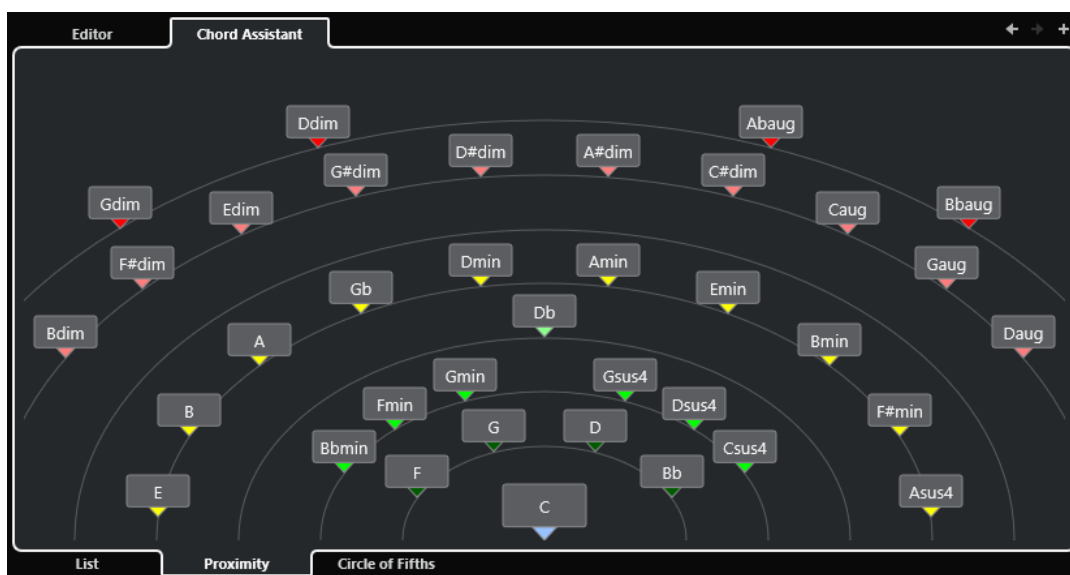 Editor
Chord Assistant
Ddim
Abaug
D#dim
A#dim
G#dim
C#dim
Gdim
Edim
Caug
Bbaug
F#dim
Dmin
Amin
Gaug
Gb
Emin
Db
Bdim
A
Bmin
Daug
Gmin
Gsus4
Fmin
Dsus4
B
F#min
G
D
Bbmin
Csus4
F
Bb
E
Asus4
C
List
Proximity
Circle of Fifths